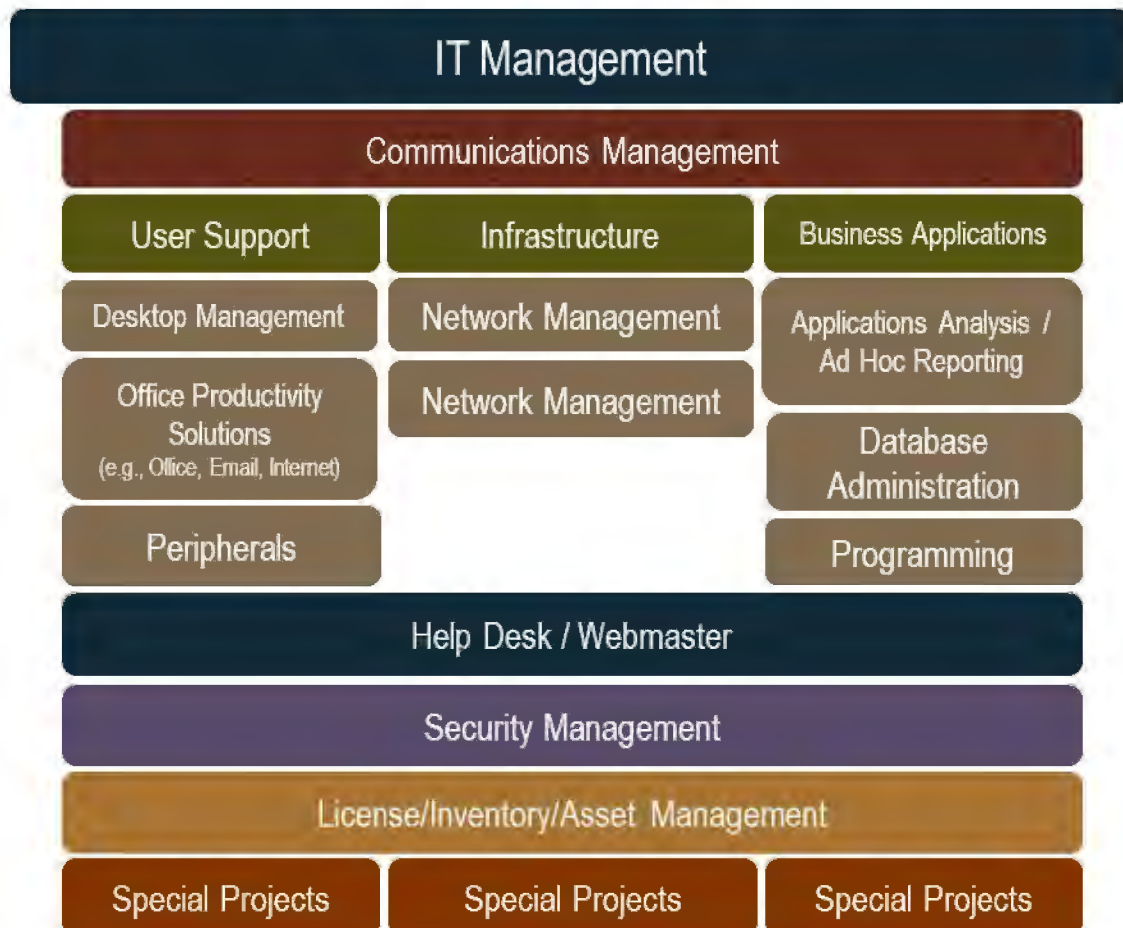 IT Management
Communications Management
User Support
Infrastructure
Business Applications
Desktop Management
Network Management
Applications Analysis /
Ad Hoc Reporting
Office Productivity
Solutions
(e.g., Office, Email, Internet)
Network Management
Database
Administration
Peripherals
Programming
Help Desk / Webmaster
Security Management
License/Inventory/Asset Management
Special Projects
Special Projects
Special Projects